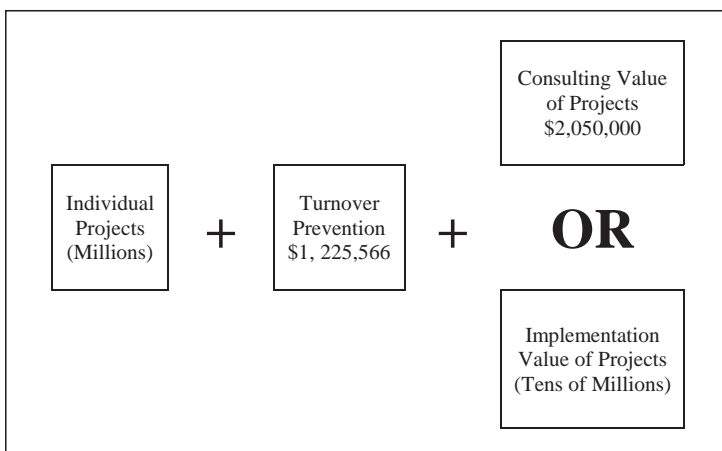 Individual
Projects
(Millions)
+
Turnover
Prevention
$1, 225,566
+
Consulting Value
of Projects
$2,050,000
OR
Implementation
Value of Projects
(Tens of Millions)